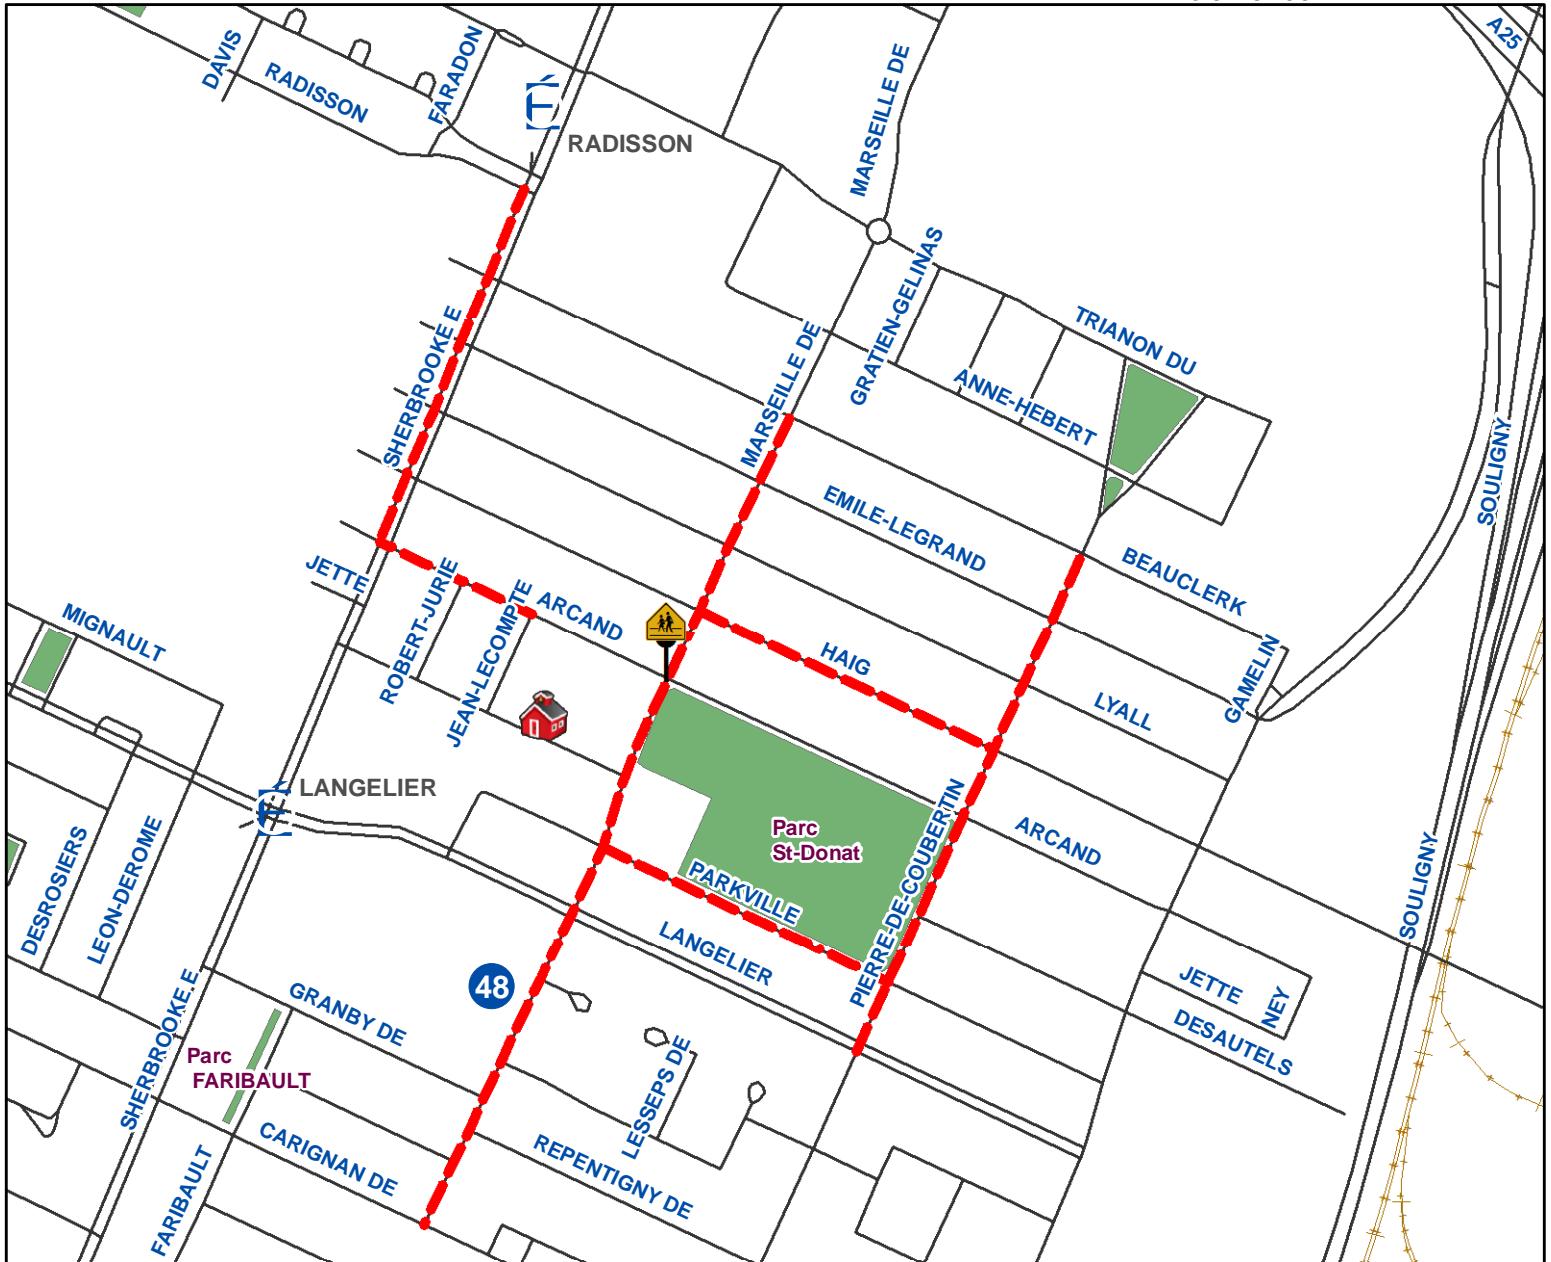 A25
DAVIS
RADISSON
FARADON
RADISSON
MARSEILLE DE
GRATIEN-GELINAS
TRIANON DU
SHERBROOKE E
MARSEILLE DE
ANNE-HEBERT
SOULIGNY
EMILE-LEGRAND
BEAUCLERK
JETTE
ROBERT-JURIE
JEAN-LECOMPTE
ARCAND
MIGNAULT
HAIG
GAMELIN
LYALL
LANGELIER
DESROSIERS
LEON-DEROME
Parc
St-Donat
PIERRE-DE-COUBERTIN
ARCAND
PARKVILLE
SOULIGNY
LANGELIER
48
GRANBY DE
JETTE
NEY
DESAUTELS
SHERBROOKE E
Parc
FARIBAULT
LESSEPS DE
CARIGNAN DE
REPENTIGNY DE
FARIBAULT